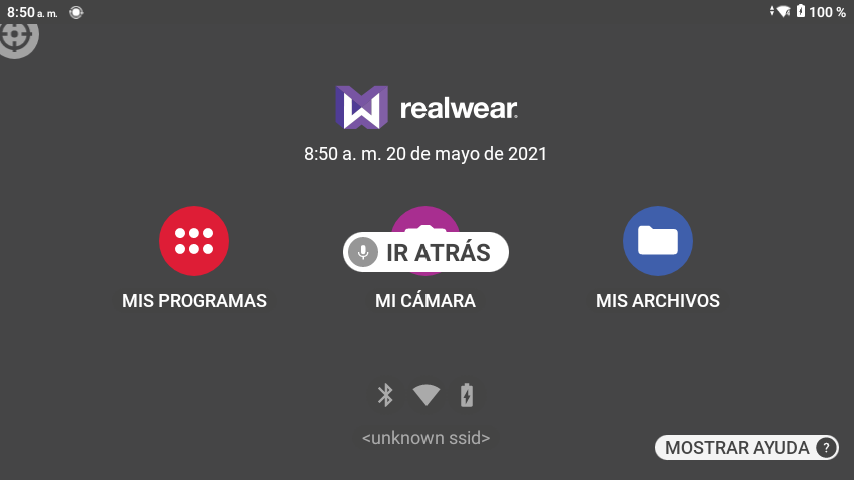 8:50 a. m.
100 %
realwear
8:50 a. m. 20 de mayo de 2021
IR ATRÁS
MIS PROGRAMAS
MI CÁMARA
MIS ARCHIVOS
<unknown ssid>
MOSTRAR AYUDA ?